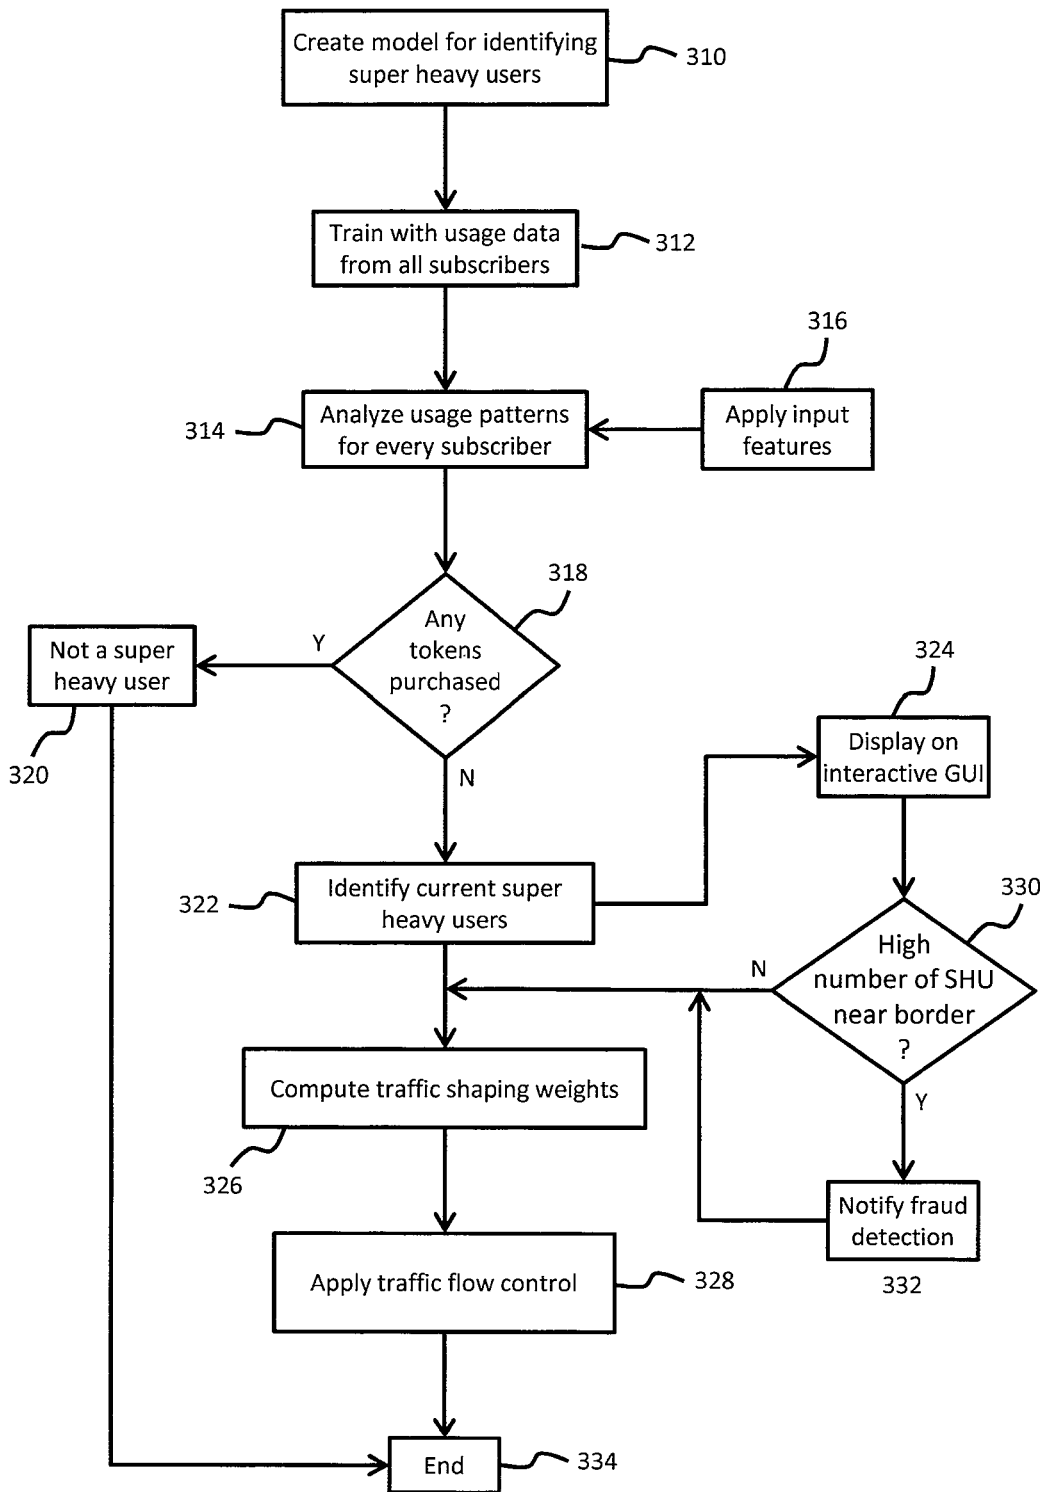 Create model for identifying
super heavy users
310
Train with usage data
from all subscribers
312
316
314
Analyze usage patterns
for every subscriber
Apply input
features
318
Any
tokens
purchased
?
Y
Not a super
heavy user
320
N
324
Display on
interactive GUI
322
Identify current super
heavy users
330
High
number of SHU
near border
?
N
Y
Compute traffic shaping weights
326
Notify fraud
detection
332
Apply traffic flow control
328
End
334